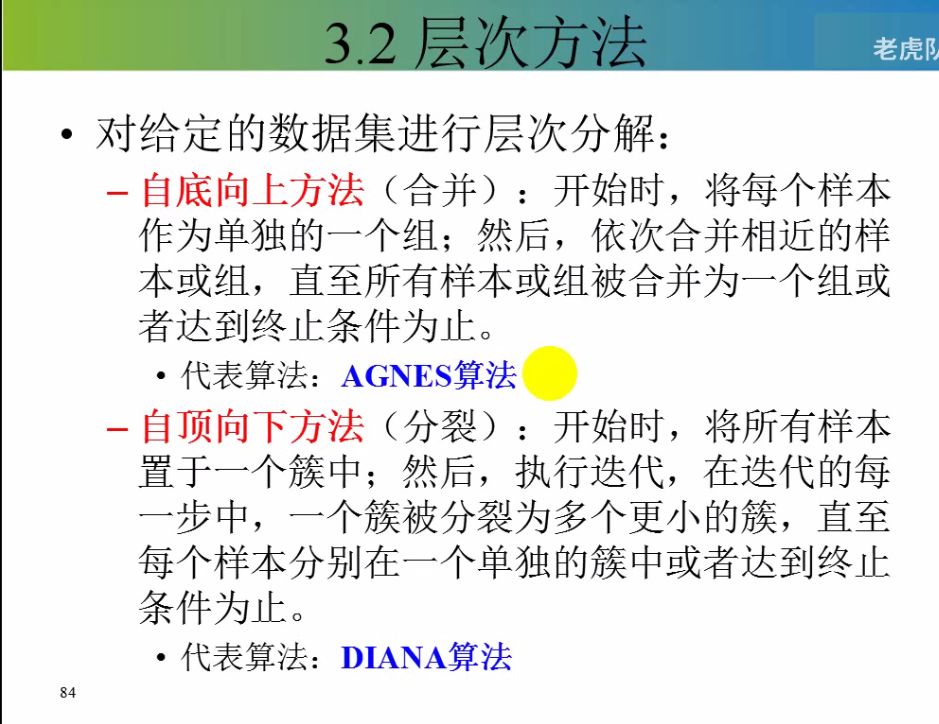 3.2 层次方法
老虎队
• 对给定的数据集进行层次分解：
– 自底向上方法（合并）：开始时，将每个样本
作为单独的一个组；然后，依次合并相近的样
本或组，直至所有样本或组被合并为一个组或
者达到终止条件为止。
• 代表算法：AGNES算法
– 自顶向下方法（分裂）：开始时，将所有样本
置于一个簇中；然后，执行迭代，在迭代的每
一步中，一个簇被分裂为多个更小的簇，直至
每个样本分别在一个单独的簇中或者达到终止
条件为止。
• 代表算法：DIANA算法
84